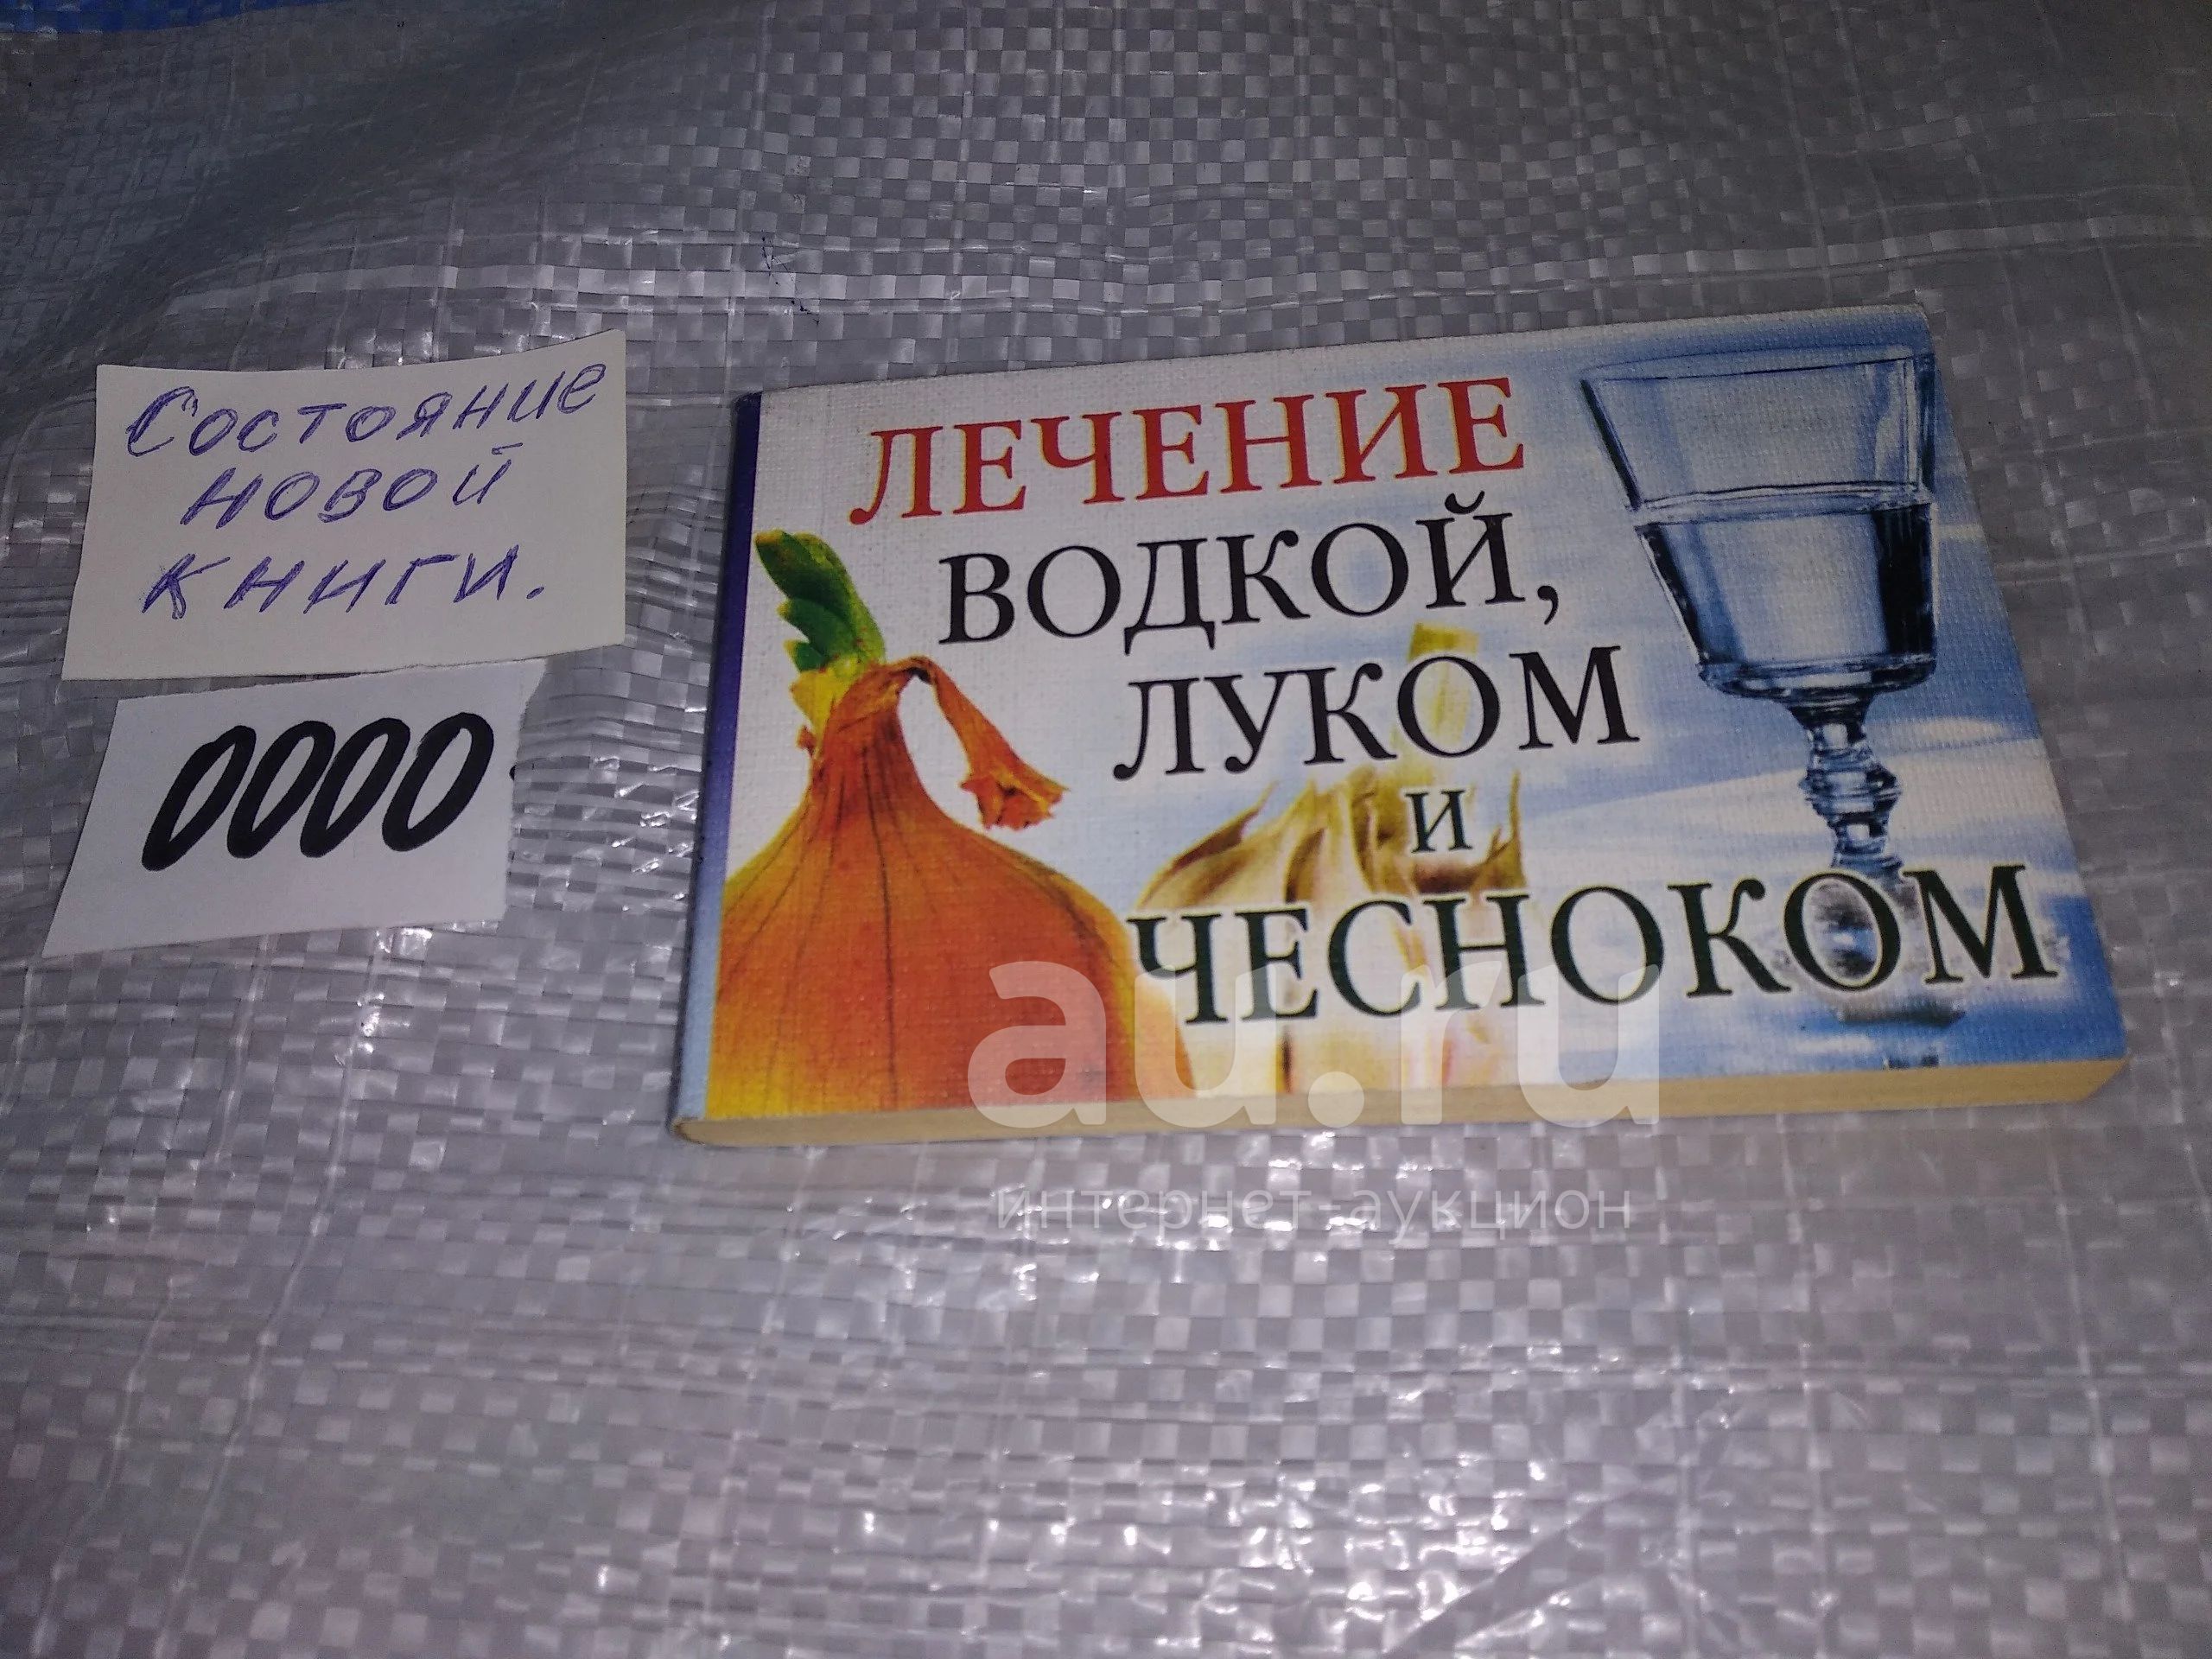 Состояние
новой
книги.
0000
ЛЕЧЕНИЕ
ВОДКОЙ,
ЛУКОМ
И
ЧЕСНОКОМ
au.ru
интернет-аукцион